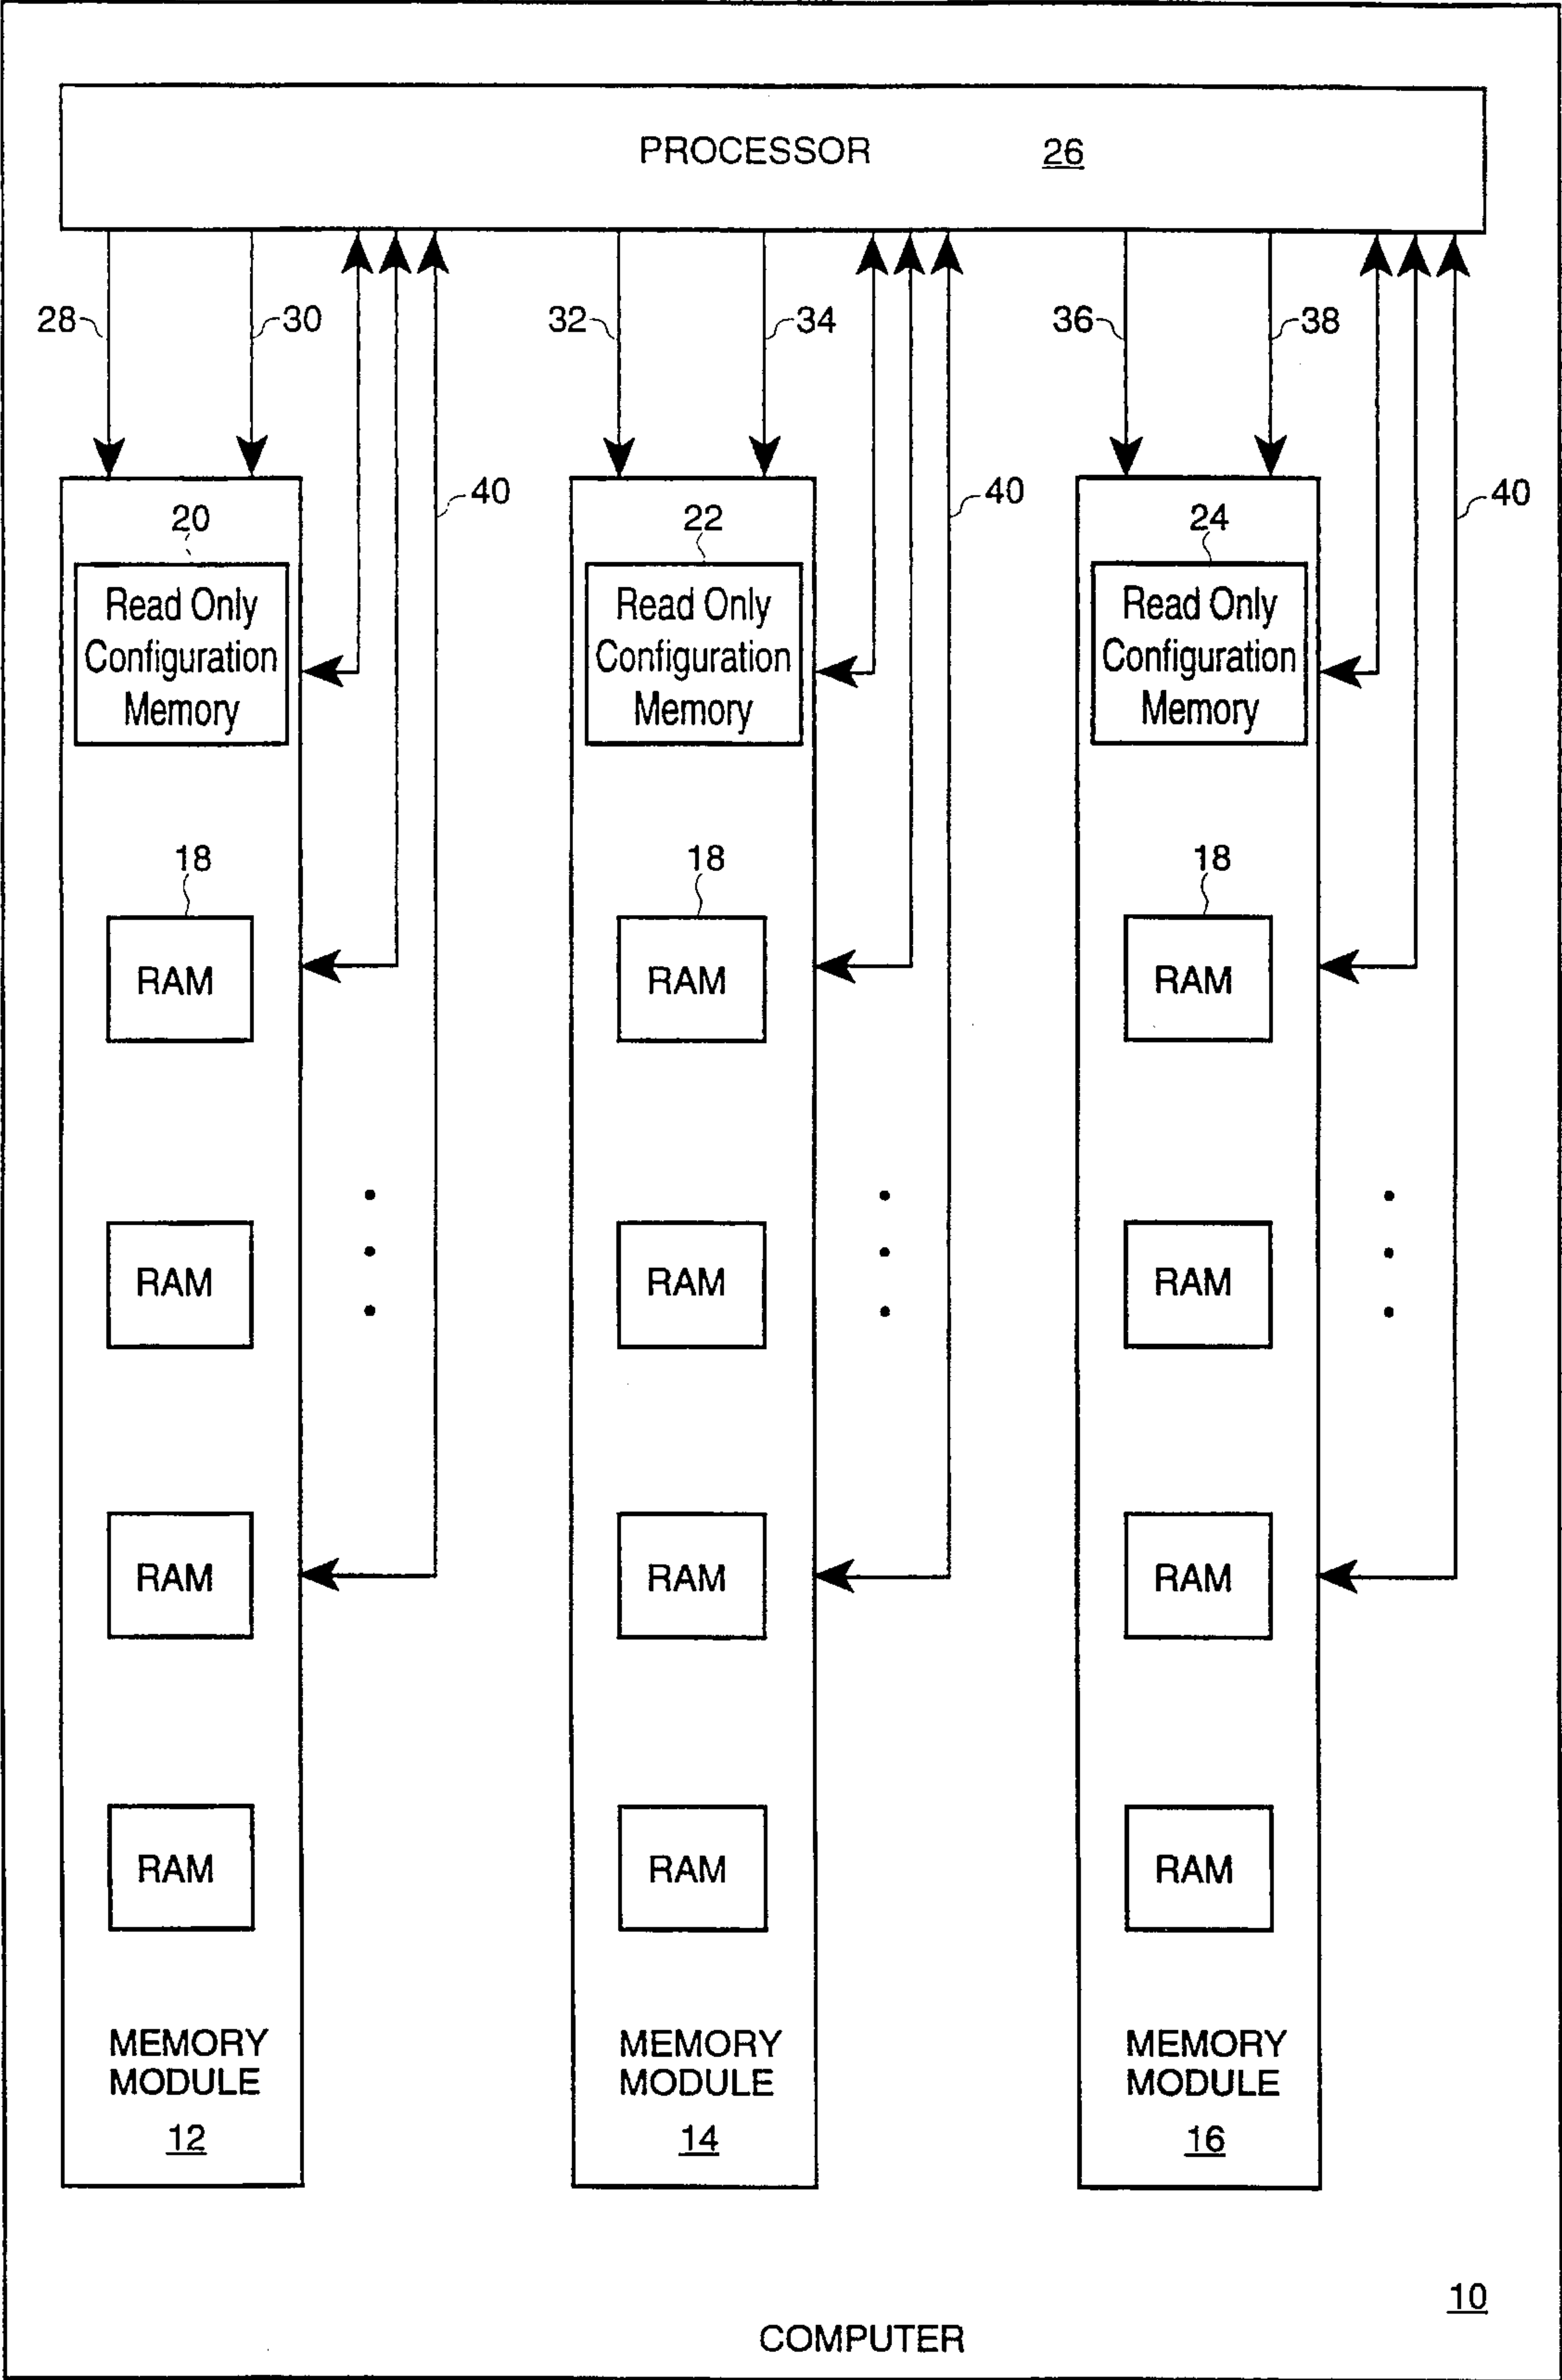 PROCESSOR 26
28 30 32 34 36 38
40 40 40
20 22 24
Read Only
Configuration
Memory
Read Only
Configuration
Memory
Read Only
Configuration
Memory
18 18 18
RAM RAM RAM
RAM RAM RAM
RAM RAM RAM
RAM RAM RAM
MEMORY
MODULE
12
MEMORY
MODULE
14
MEMORY
MODULE
16
10
COMPUTER